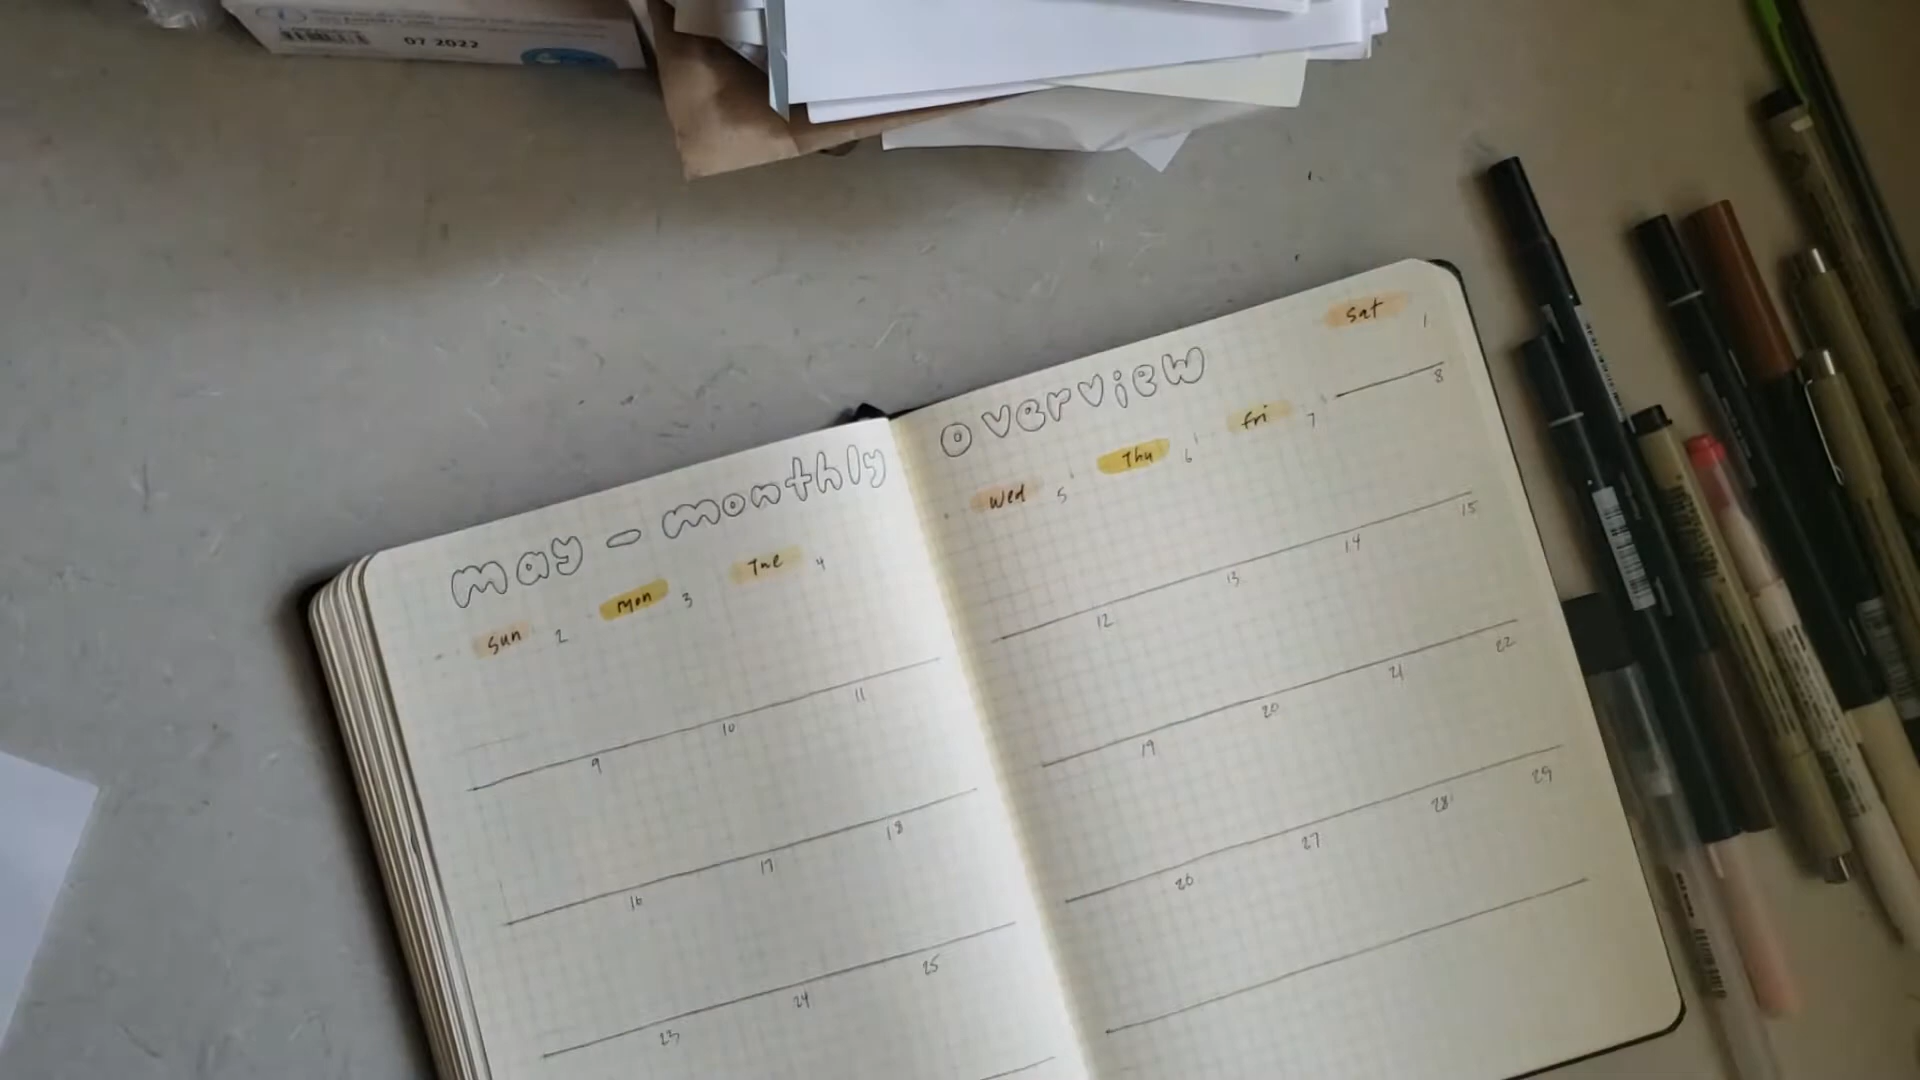 07 2022
may - monthly overview
Sun Mon Tue Wed Thu Fri Sat
1
2 3 4 5 6 7 8
9 10 11 12 13 14 15
16 17 18 19 20 21 22
23 24 25 26 27 28 29